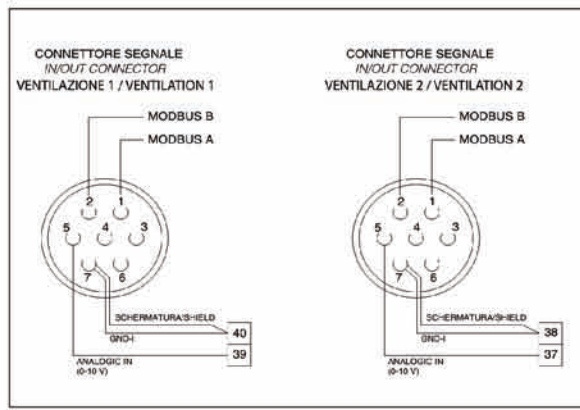 CONNETTORE SEGNALE
IN/OUT CONNECTOR
VENTILAZIONE 1 / VENTILATION 1
MODBUS B
MODBUS A
2
1
5
4
3
7
6
SCHERMATURA/SHIELD
40
GND-I
39
ANALOGIC IN
(0-10 V)
CONNETTORE SEGNALE
IN/OUT CONNECTOR
VENTILAZIONE 2 / VENTILATION 2
MODBUS B
MODBUS A
2
1
5
4
3
7
6
SCHERMATURA/SHIELD
38
GND-I
37
ANALOGIC IN
(0-10 V)